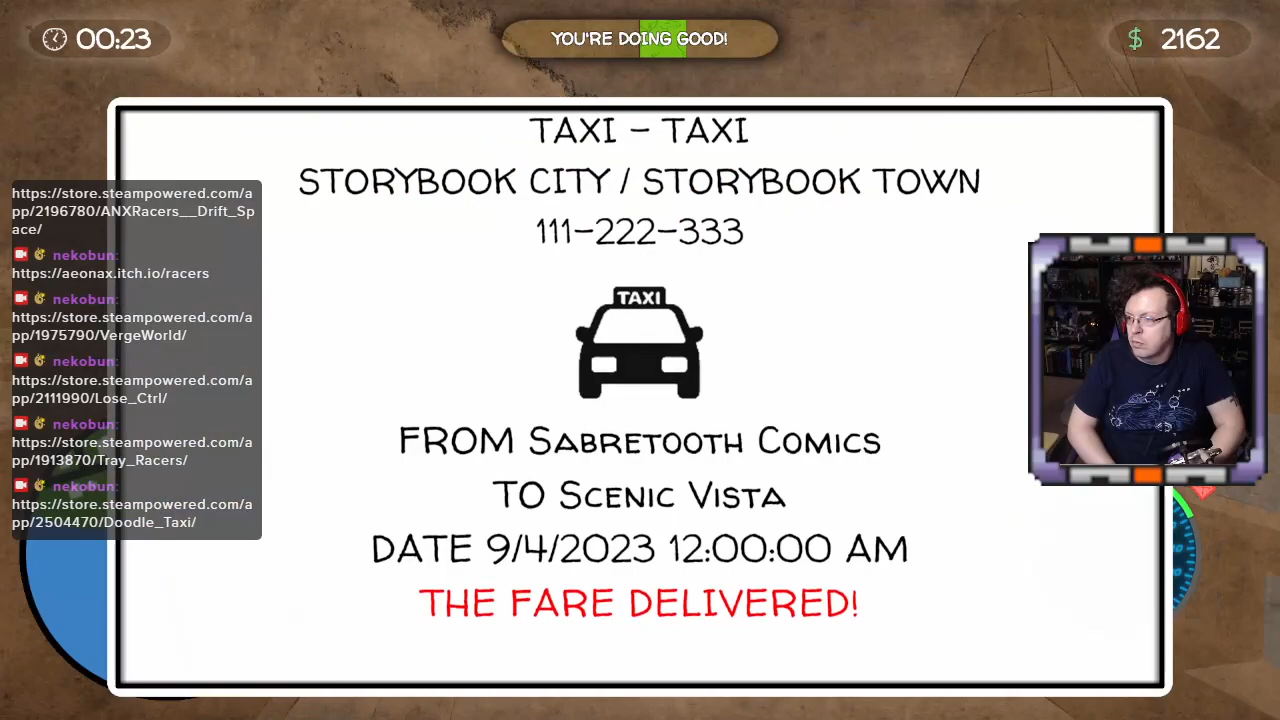 00:23
YOU'RE DOING GOOD!
$ 2162
TAXI - TAXI
STORYBOOK CITY / STORYBOOK TOWN
111-222-333
TAXI
FROM Sabretooth Comics
TO Scenic Vista
DATE 9/4/2023 12:00:00 AM
THE FARE DELIVERED!
https://store.steampowered.com/a
pp/2196780/ANXRacers__Drift_Sp
ace/
nekobun:
https://aeonax.itch.io/racers
nekobun:
https://store.steampowered.com/a
pp/1975790/VergeWorld/
nekobun:
https://store.steampowered.com/a
pp/2111990/Lose_Ctrl/
nekobun:
https://store.steampowered.com/a
pp/1913870/Tray_Racers/
nekobun:
https://store.steampowered.com/a
pp/2504470/Doodle_Taxi/